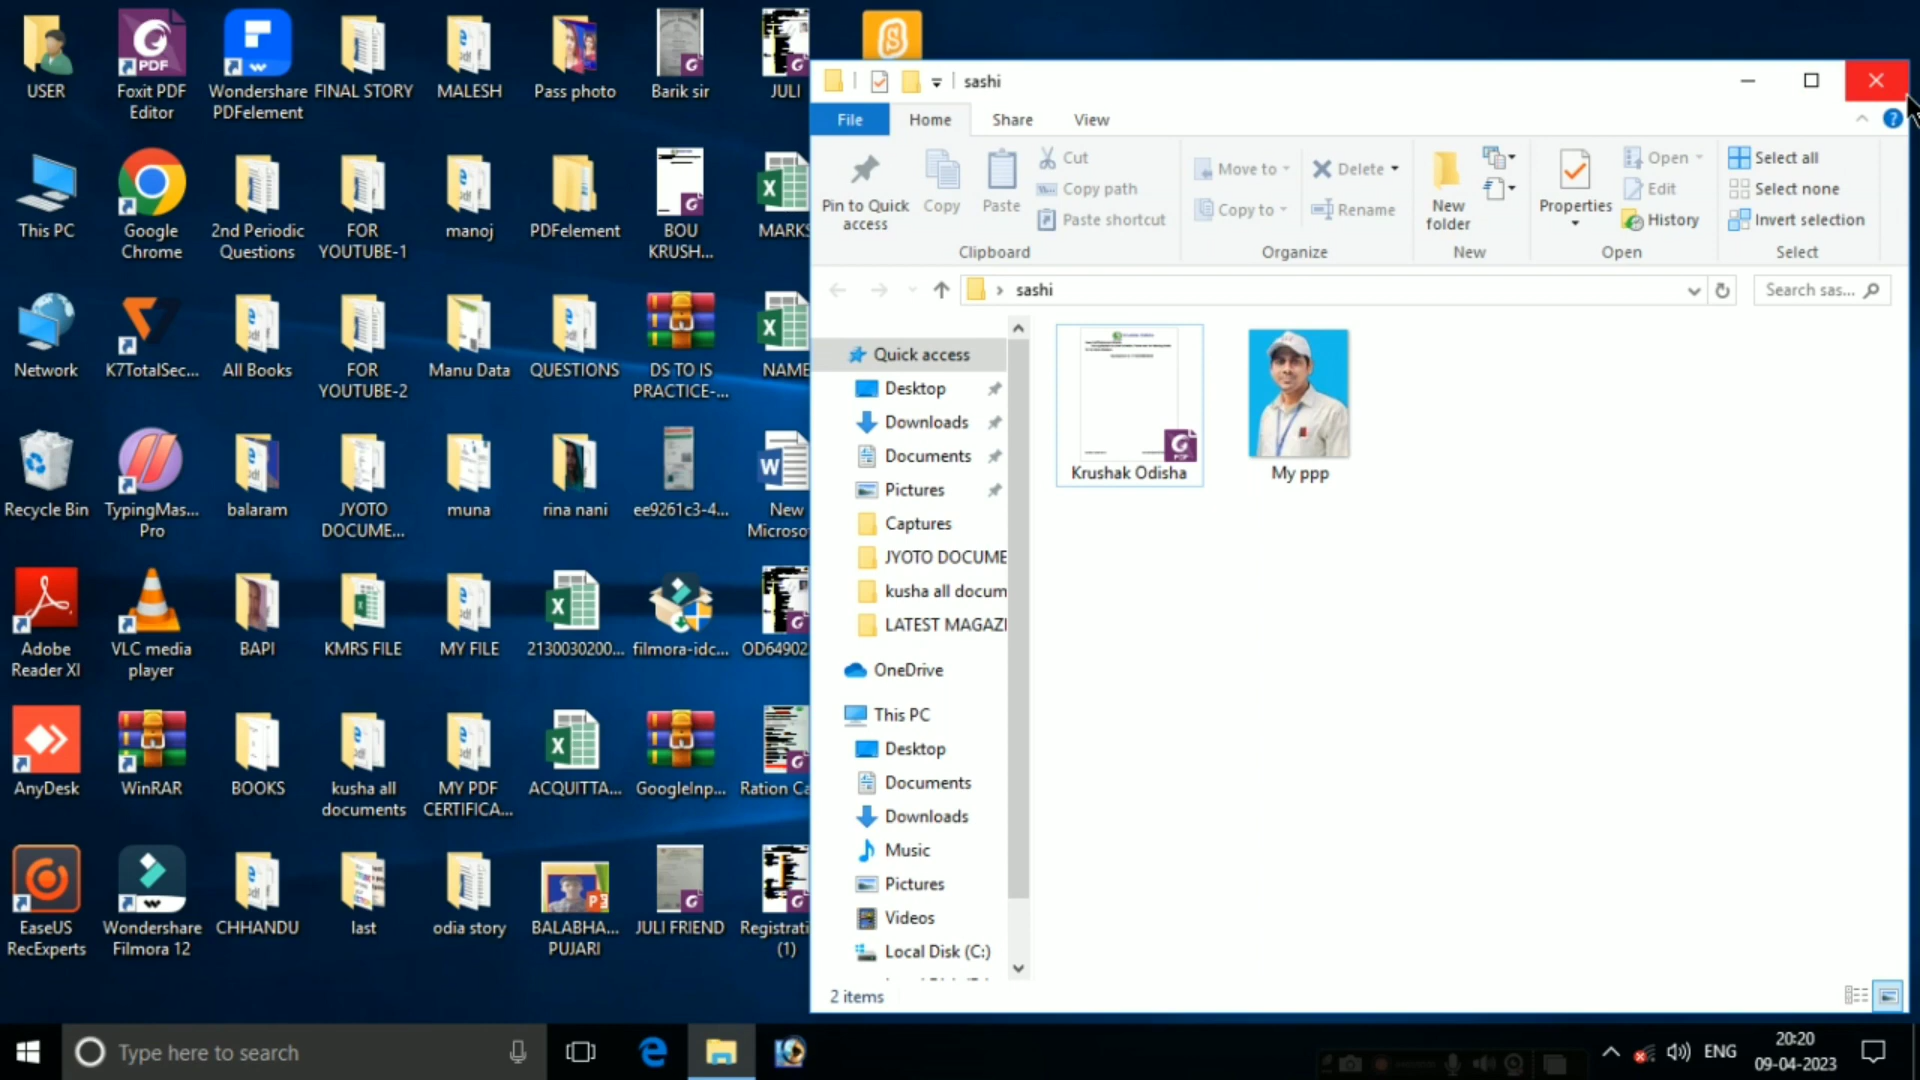 USER
Foxit PDF
Editor
Wondershare
PDFelement
FINAL STORY
MALESH
Pass photo
Barik sir
JULI
This PC
Google
Chrome
2nd Periodic
Questions
FOR
YOUTUBE-1
manoj
PDFelement
BOU
KRUSH...
MARKS
Network
K7TotalSec...
All Books
FOR
YOUTUBE-2
Manu Data
QUESTIONS
DS TO IS
PRACTICE-...
NAME
Recycle Bin
TypingMas...
Pro
balaram
JYOTO
DOCUME...
muna
rina nani
ee9261c3-4...
New
Microso
Adobe
Reader XI
VLC media
player
BAPI
KMRS FILE
MY FILE
2130030200...
filmora-idc...
OD64902
AnyDesk
WinRAR
BOOKS
kusha all
documents
MY PDF
CERTIFICA...
ACQUITTA...
GoogleInp...
Ration Ca
EaseUS
RecExperts
Wondershare
Filmora 12
CHHANDU
last
odia story
BALABHA...
PUJARI
JULI FRIEND
Registrati
(1)
sashi
File
Home
Share
View
Pin to Quick
access
Copy
Paste
Cut
Copy path
Paste shortcut
Clipboard
Move to
Copy to
Delete
Rename
Organize
New
folder
New
Properties
Open
Edit
History
Open
Select all
Select none
Invert selection
Select
sashi
Search sas...
Quick access
Desktop
Downloads
Documents
Pictures
Captures
JYOTO DOCUME
kusha all docum
LATEST MAGAZI
OneDrive
This PC
Desktop
Documents
Downloads
Music
Pictures
Videos
Local Disk (C:)
Krushak Odisha
My ppp
2 items
Type here to search
ENG
20:20
09-04-2023